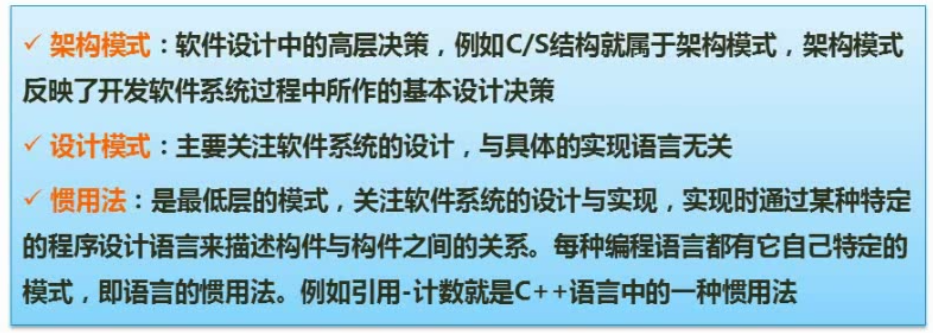 ✓ 架构模式：软件设计中的高层决策，例如C/S结构就属于架构模式，架构模式
反映了开发软件系统过程中所作的基本设计决策
✓ 设计模式：主要关注软件系统的设计，与具体的实现语言无关
✓ 惯用法：是最低层的模式，关注软件系统的设计与实现，实现时通过某种特定
的程序设计语言来描述构件与构件之间的关系。每种编程语言都有它自己特定的
模式，即语言的惯用法。例如引用-计数就是C++语言中的一种惯用法